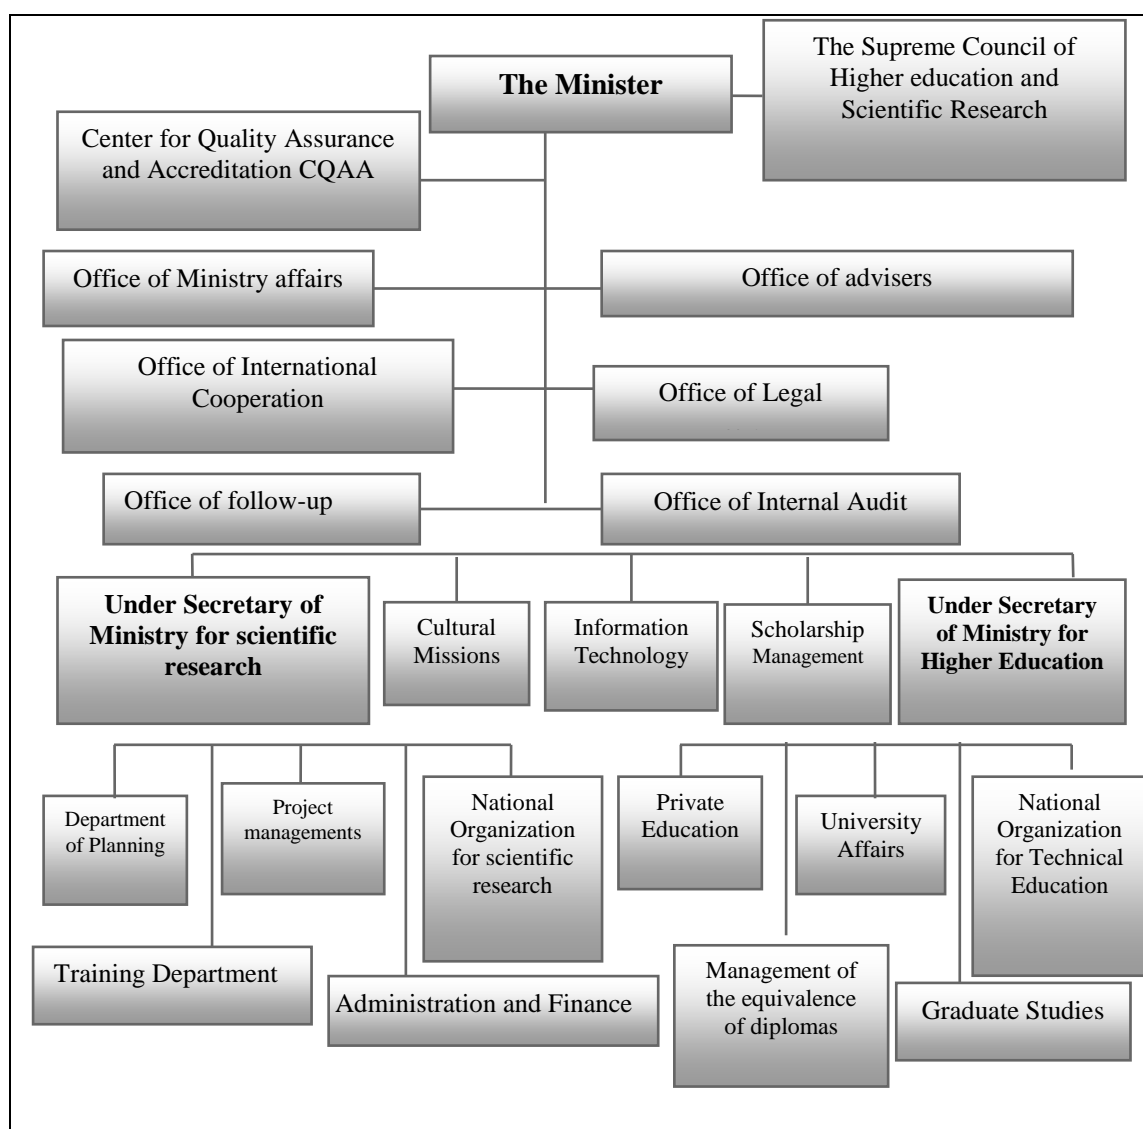 The Minister
The Supreme Council of
Higher education and
Scientific Research
Center for Quality Assurance
and Accreditation CQAA
Office of Ministry affairs
Office of advisers
Office of International
Cooperation
Office of Legal
Office of follow-up
Office of Internal Audit
Under Secretary of
Ministry for scientific
research
Cultural
Missions
Information
Technology
Scholarship
Management
Under Secretary
of Ministry for
Higher Education
Department
of Planning
Project
managements
National
Organization
for scientific
research
Private
Education
University
Affairs
National
Organization
for Technical
Education
Training Department
Administration and Finance
Management of
the equivalence
of diplomas
Graduate Studies